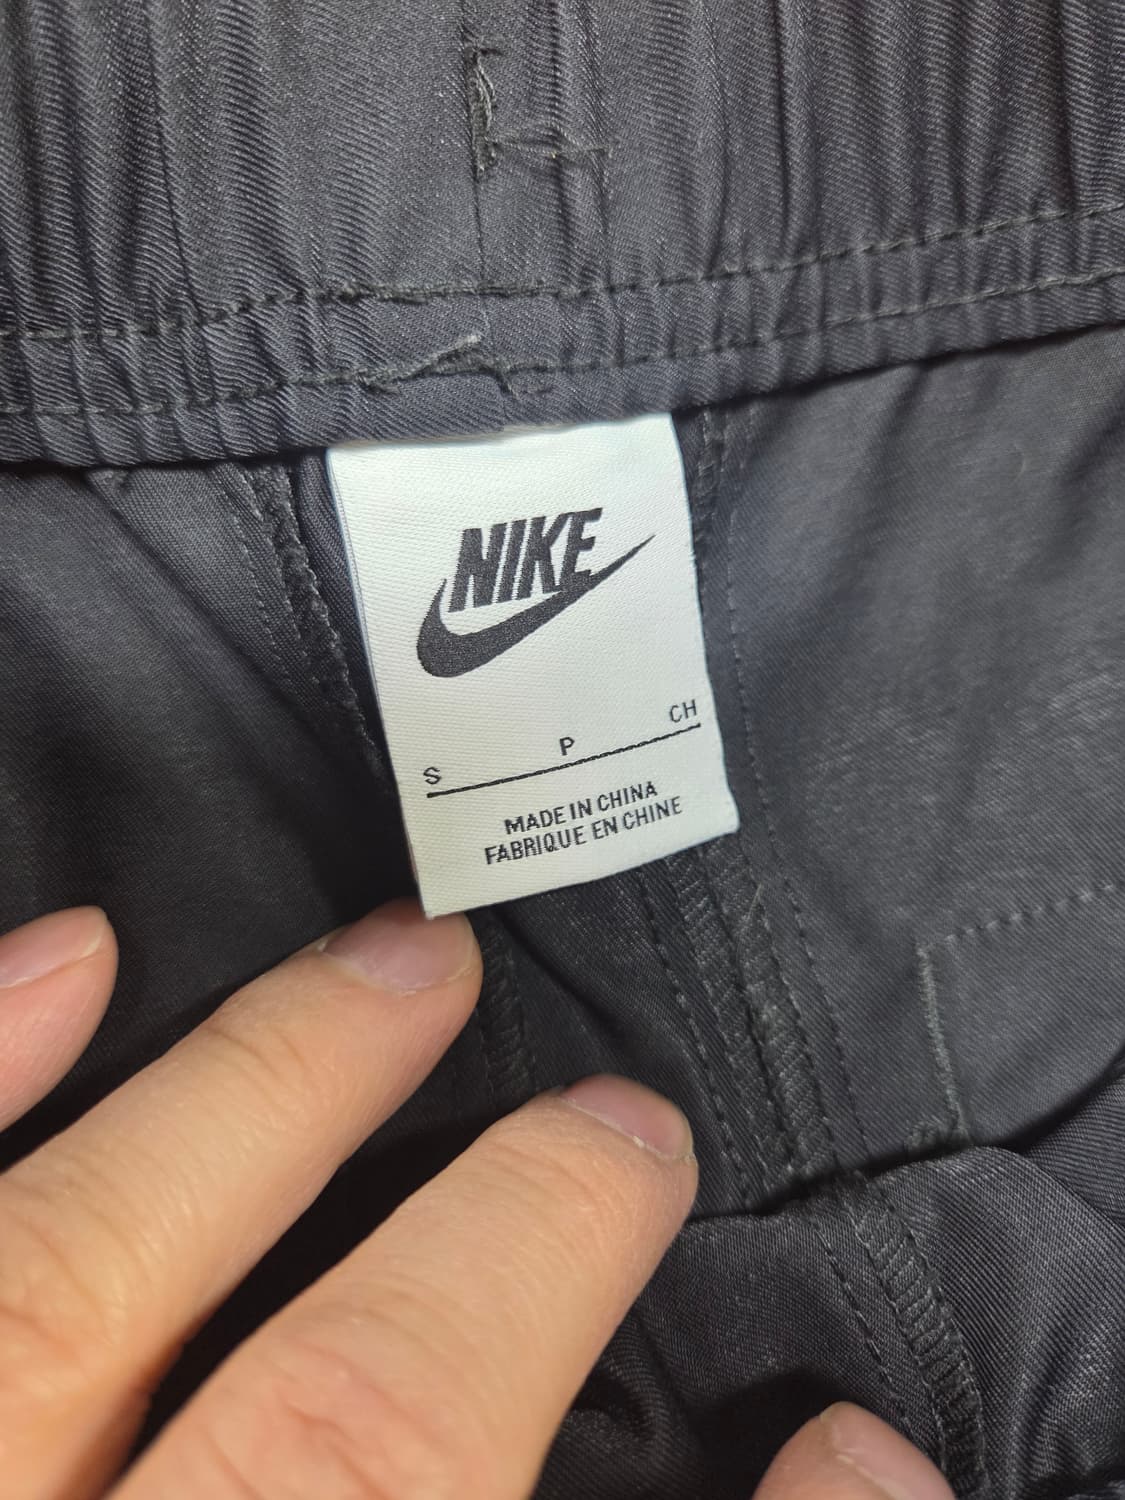 NIKE
S P CH
MADE IN CHINA
FABRIQUE EN CHINE